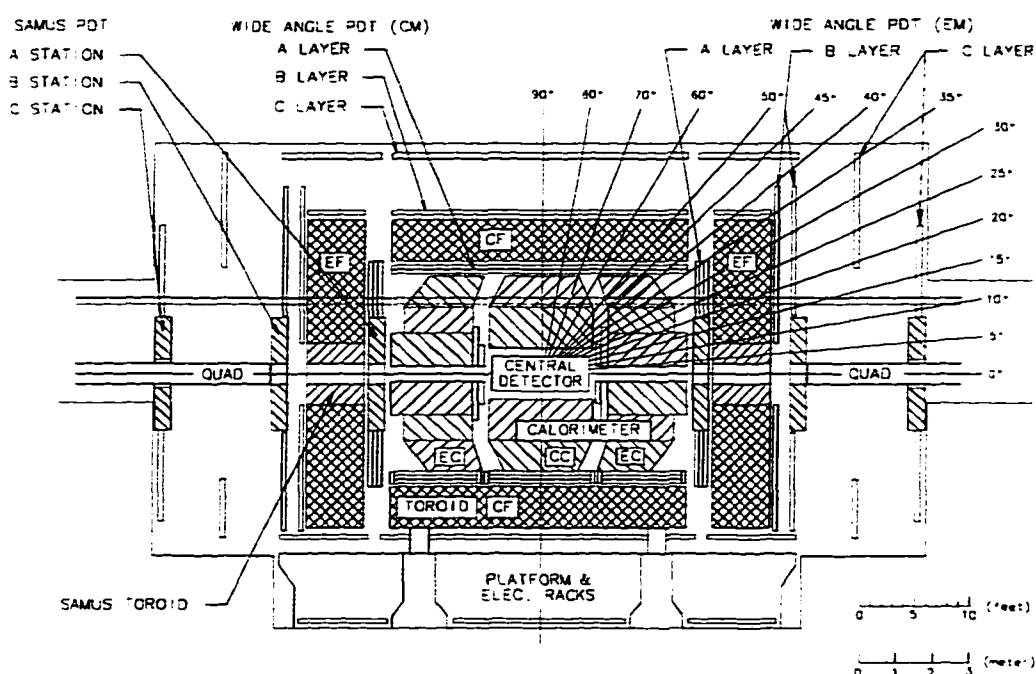 SAMUS PDT
A STATION
B STATION
C STATION
WIDE ANGLE PDT (CM)
A LAYER
B LAYER
C LAYER
WIDE ANGLE PDT (EM)
A LAYER
B LAYER
C LAYER
90°
80°
70°
60°
50°
45°
40°
35°
30°
25°
20°
15°
10°
5°
0°
EF
CF
EF
QUAD
CENTRAL
DETECTOR
QUAD
CALORIMETER
EC
CC
EC
TOROID
CF
SAMUS TOROID
PLATFORM &
ELEC. RACKS
0 5 10 (feet)
0 1 2 3 (meter)